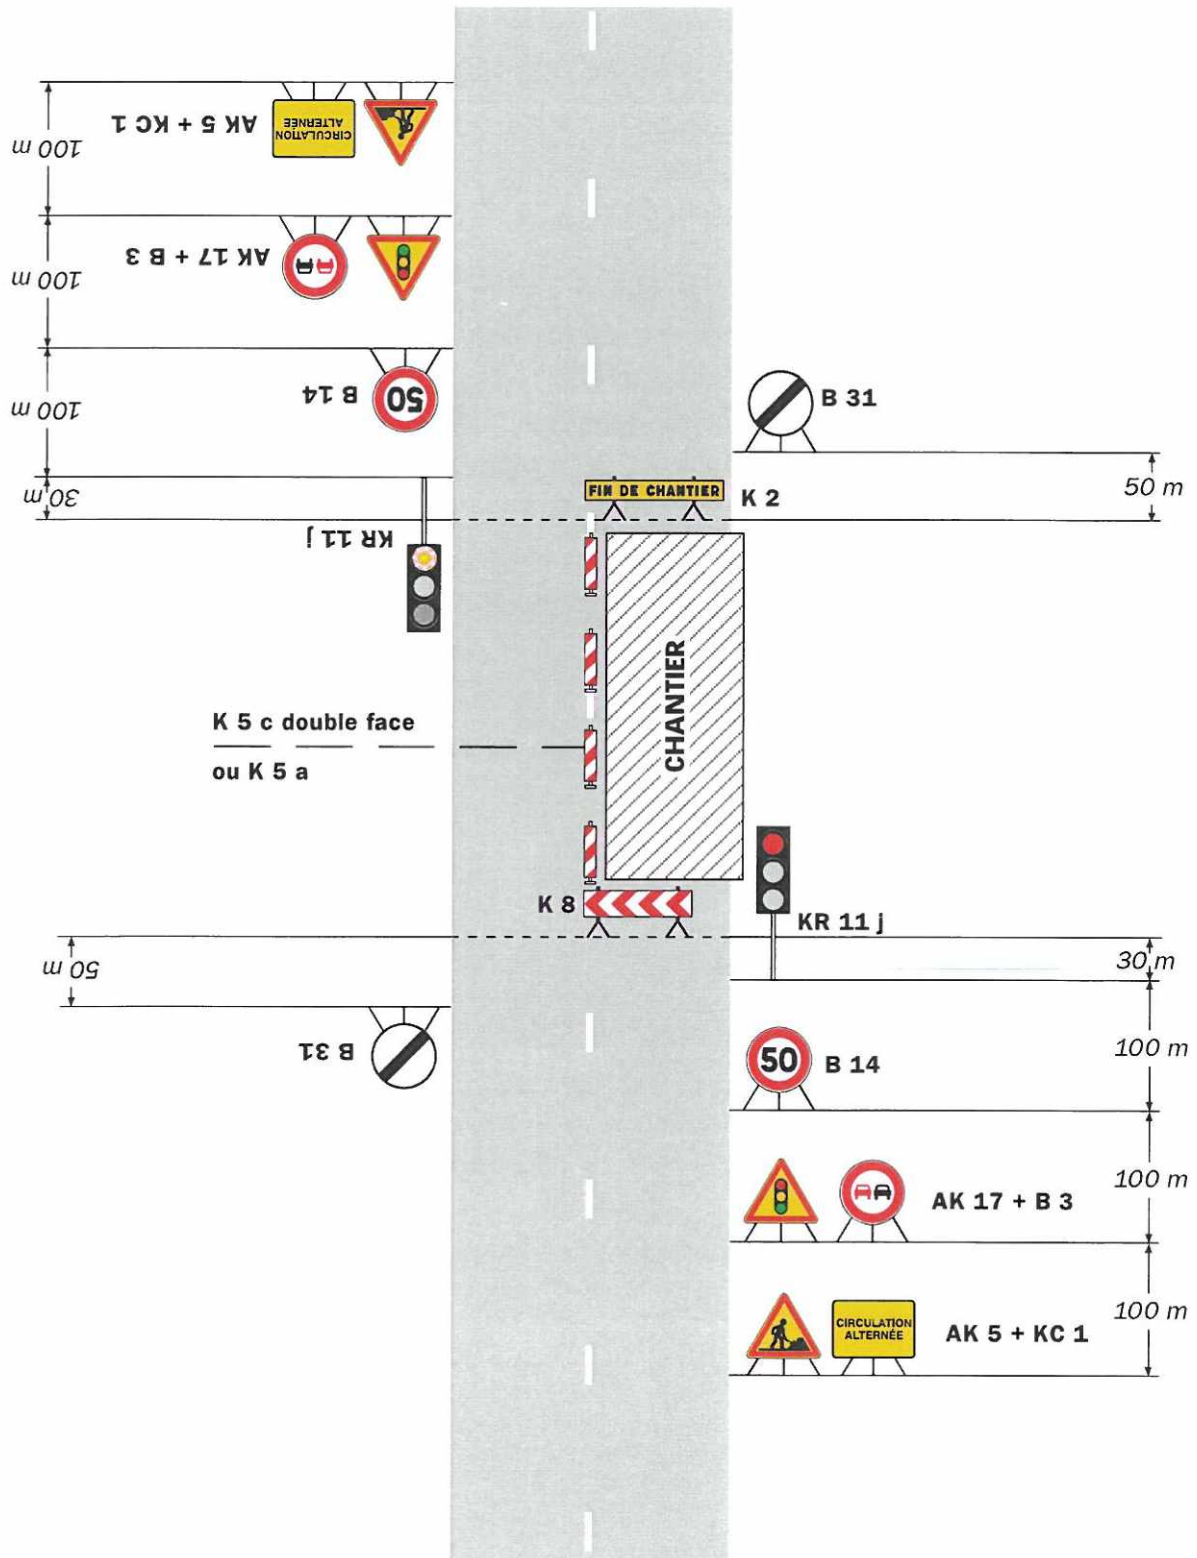 CIRCULATION
ALTERNÉE
AK 5 + KC 1
100 m
AK 17 + B 3
100 m
50
B 14
100 m
30 m
KR 11 j
B 31
50 m
FIN DE CHANTIER
K 2
CHANTIER
K 5 c double face
ou K 5 a
K 8
KR 11 j
30 m
50 m
B 31
50
B 14
100 m
AK 17 + B 3
100 m
CIRCULATION
ALTERNÉE
AK 5 + KC 1
100 m